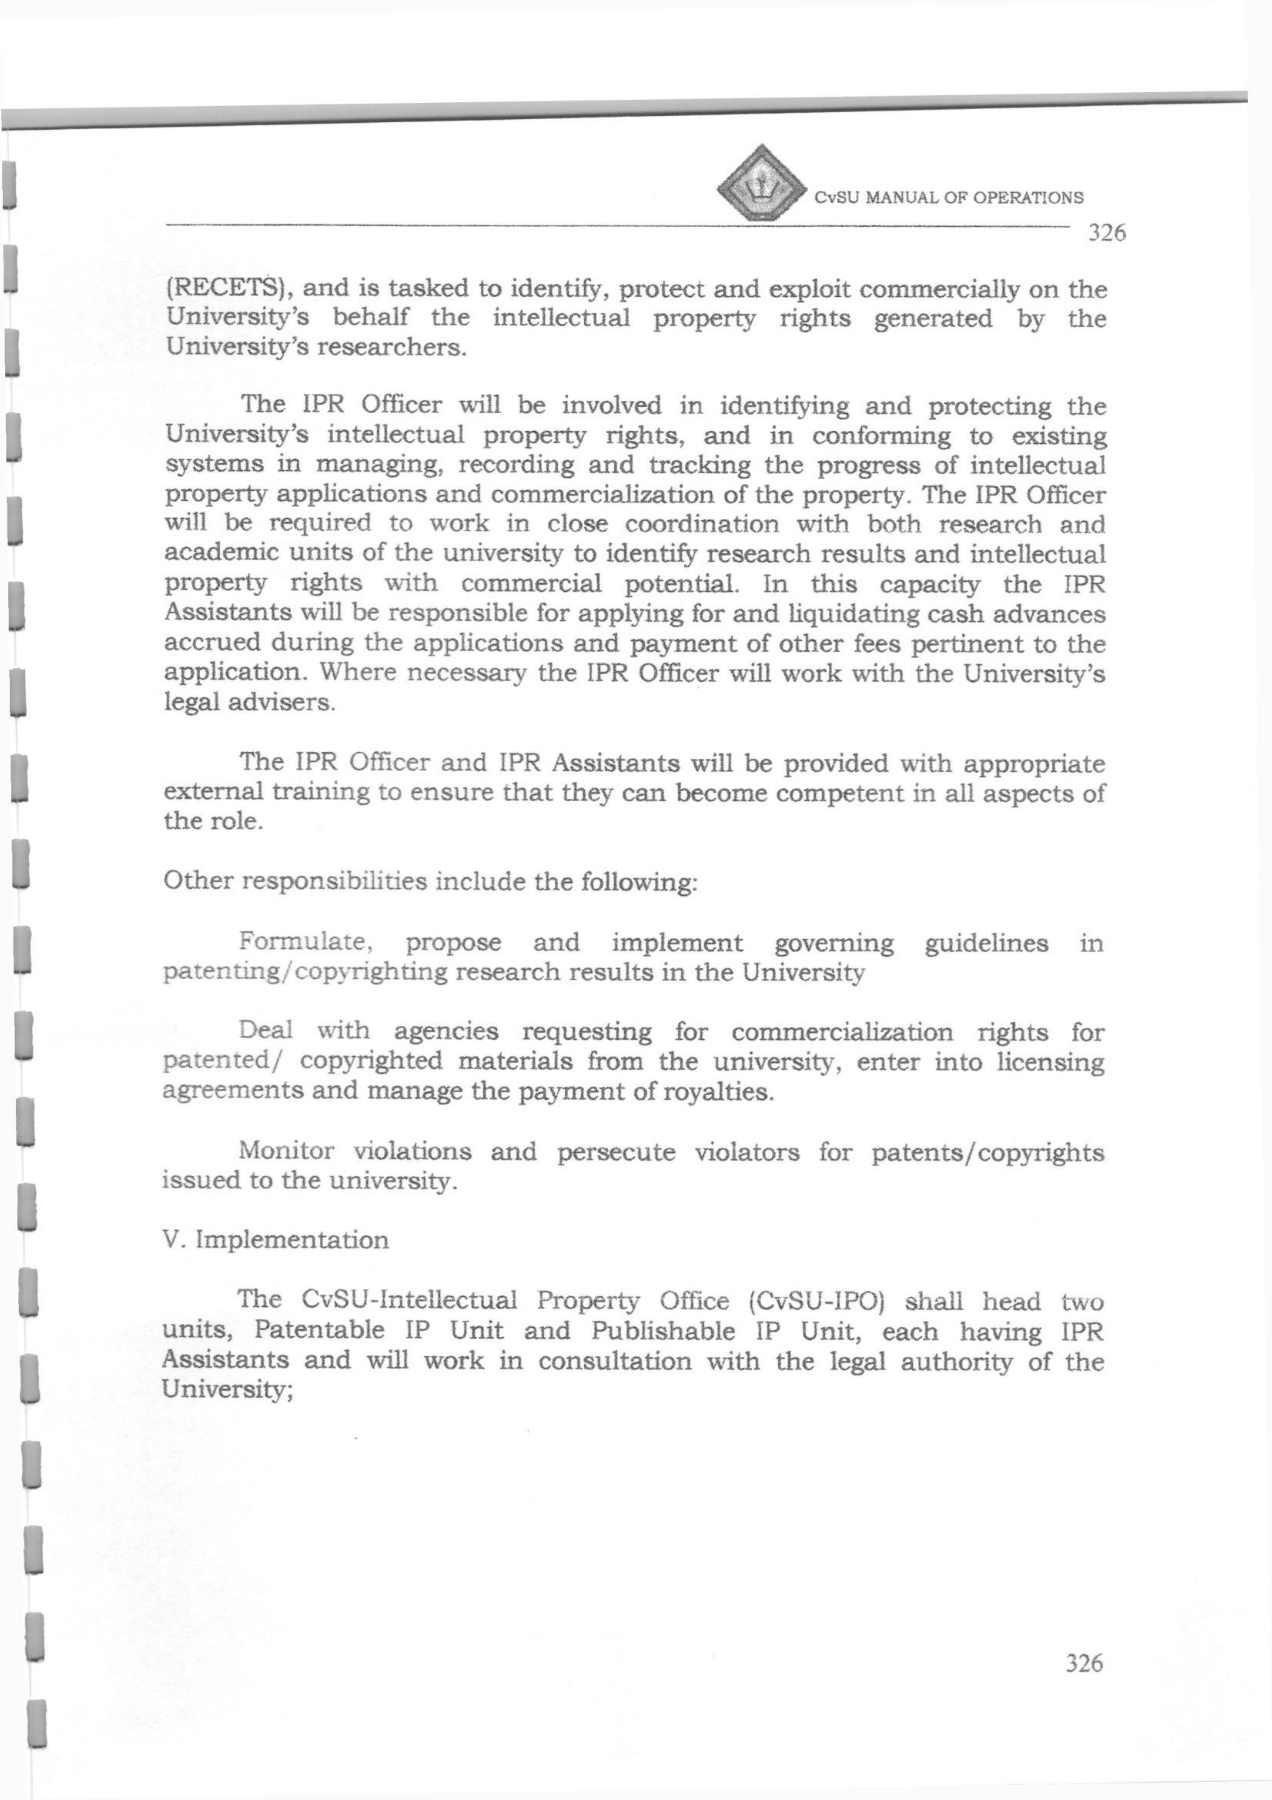 CvSU MANUAL OF OPERATIONS
326
(RECETS), and is tasked to identify, protect and exploit commercially on the
University's behalf the intellectual property rights generated by the
University's researchers.
The IPR Officer will be involved in identifying and protecting the
University's intellectual property rights, and in conforming to existing
systems in managing, recording and tracking the progress of intellectual
property applications and commercialization of the property. The IPR Officer
will be required to work in close coordination with both research and
academic units of the university to identify research results and intellectual
property rights with commercial potential. In this capacity the IPR
Assistants will be responsible for applying for and liquidating cash advances
accrued during the applications and payment of other fees pertinent to the
application. Where necessary the IPR Officer will work with the University's
legal advisers.
The IPR Officer and IPR Assistants will be provided with appropriate
external training to ensure that they can become competent in all aspects of
the role.
Other responsibilities include the following:
Formulate, propose and implement governing guidelines in
patenting/copyrighting research results in the University
Deal with agencies requesting for commercialization rights for
patented/ copyrighted materials from the university, enter into licensing
agreements and manage the payment of royalties.
Monitor violations and persecute violators for patents/copyrights
issued to the university.
V. Implementation
The CvSU-Intellectual Property Office (CvSU-IPO) shall head two
units, Patentable IP Unit and Publishable IP Unit, each having IPR
Assistants and will work in consultation with the legal authority of the
University;
326